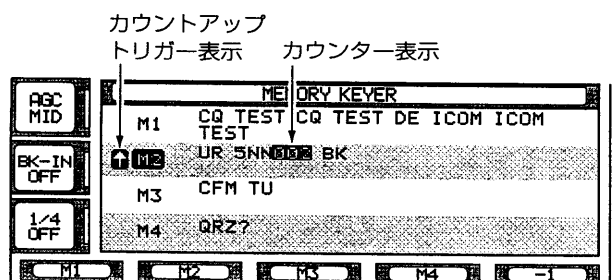 カウントアップ
トリガー表示 カウンター表示
MEMORY KEYER
AGC
MID
M1 CQ TEST CQ TEST DE ICOM ICOM
TEST
BK-IN
OFF
M2 UR 5NN002 BK
M3 CFM TU
1/4
OFF
M4 QRZ?
M1 M2 M3 M4 -1